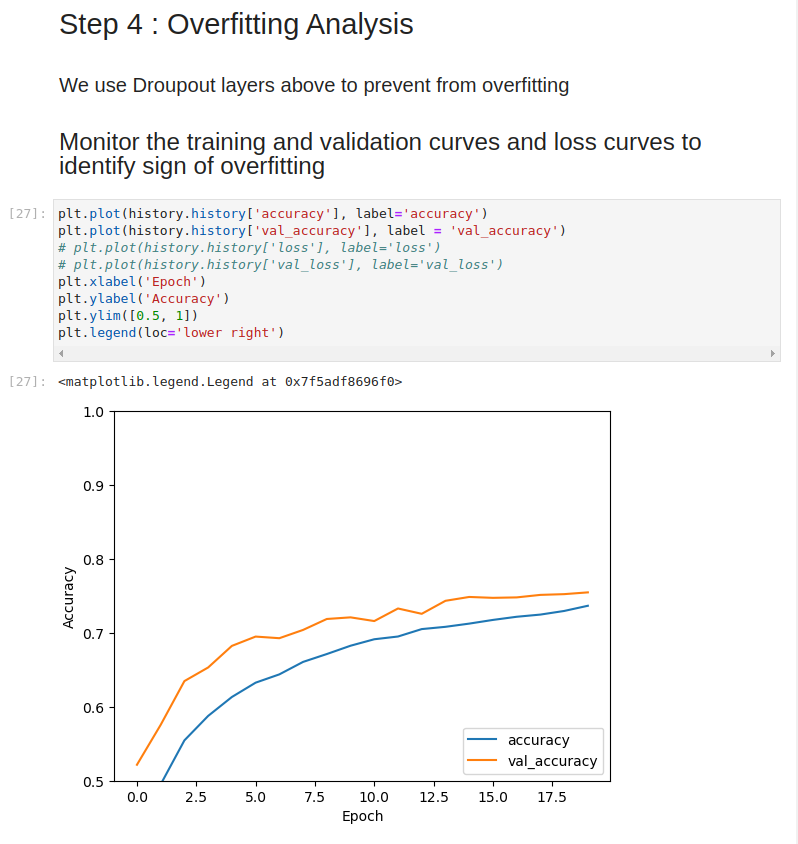 Step 4 : Overfitting Analysis
We use Droupout layers above to prevent from overfitting
Monitor the training and validation curves and loss curves to
identify sign of overfitting
[27]:
plt.plot(history.history['accuracy'], label='accuracy')
plt.plot(history.history['val_accuracy'], label = 'val_accuracy')
# plt.plot(history.history['loss'], label='loss')
# plt.plot(history.history['val_loss'], label='val_loss')
plt.xlabel('Epoch')
plt.ylabel('Accuracy')
plt.ylim([0.5, 1])
plt.legend(loc='lower right')
[27]:
<matplotlib.legend.Legend at 0x7f5adf8696f0>
1.0
0.9
0.8
0.7
0.6
0.5
Accuracy
accuracy
val_accuracy
0.0 2.5 5.0 7.5 10.0 12.5 15.0 17.5
Epoch